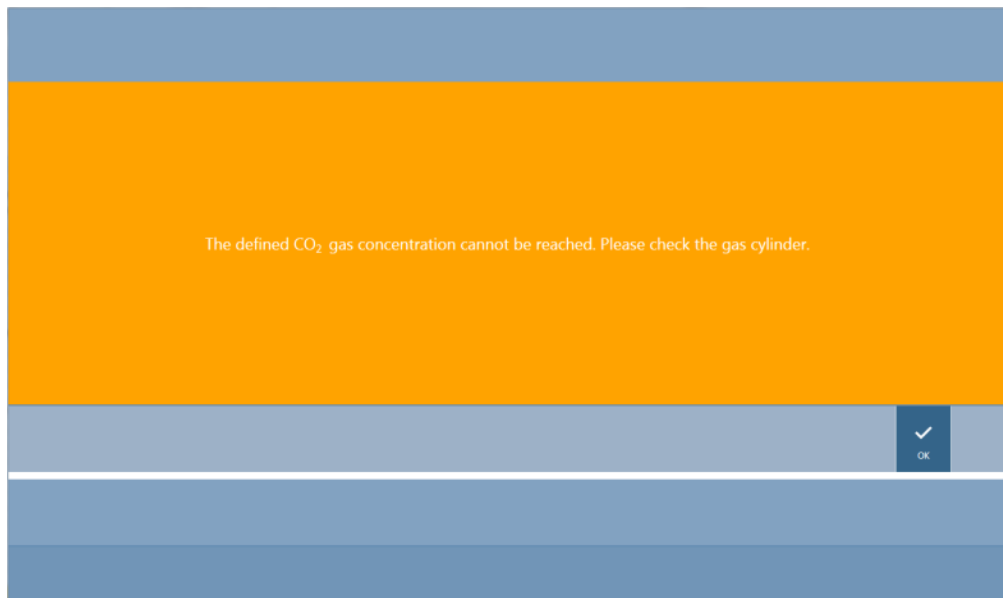 The defined CO₂ gas concentration cannot be reached. Please check the gas cylinder.
OK